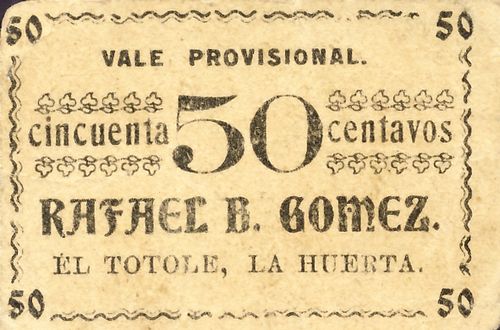 50 50
VALE PROVISIONAL.
cincuenta 50 centavos
RAFAEL B. GOMEZ.
EL TOTOLE, LA HUERTA.
50 50